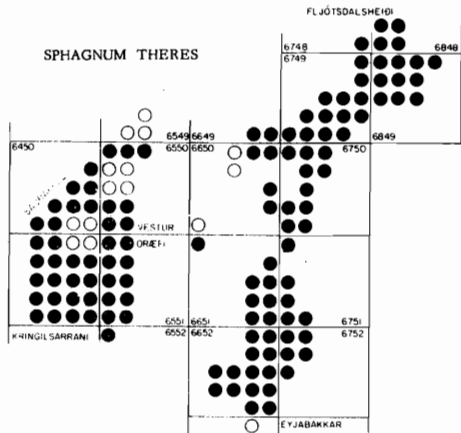 FLJÓTSDALSHEIÐI
SPHAGNUM THERES
6748 6848
6749
6549 6649
6450 6550 6650 6750 6849
VESTUR
ÖRÆFI
6551 6651 6751
KRINGILSÁRRANI 6552 6652 6752
EYJABAKKAR